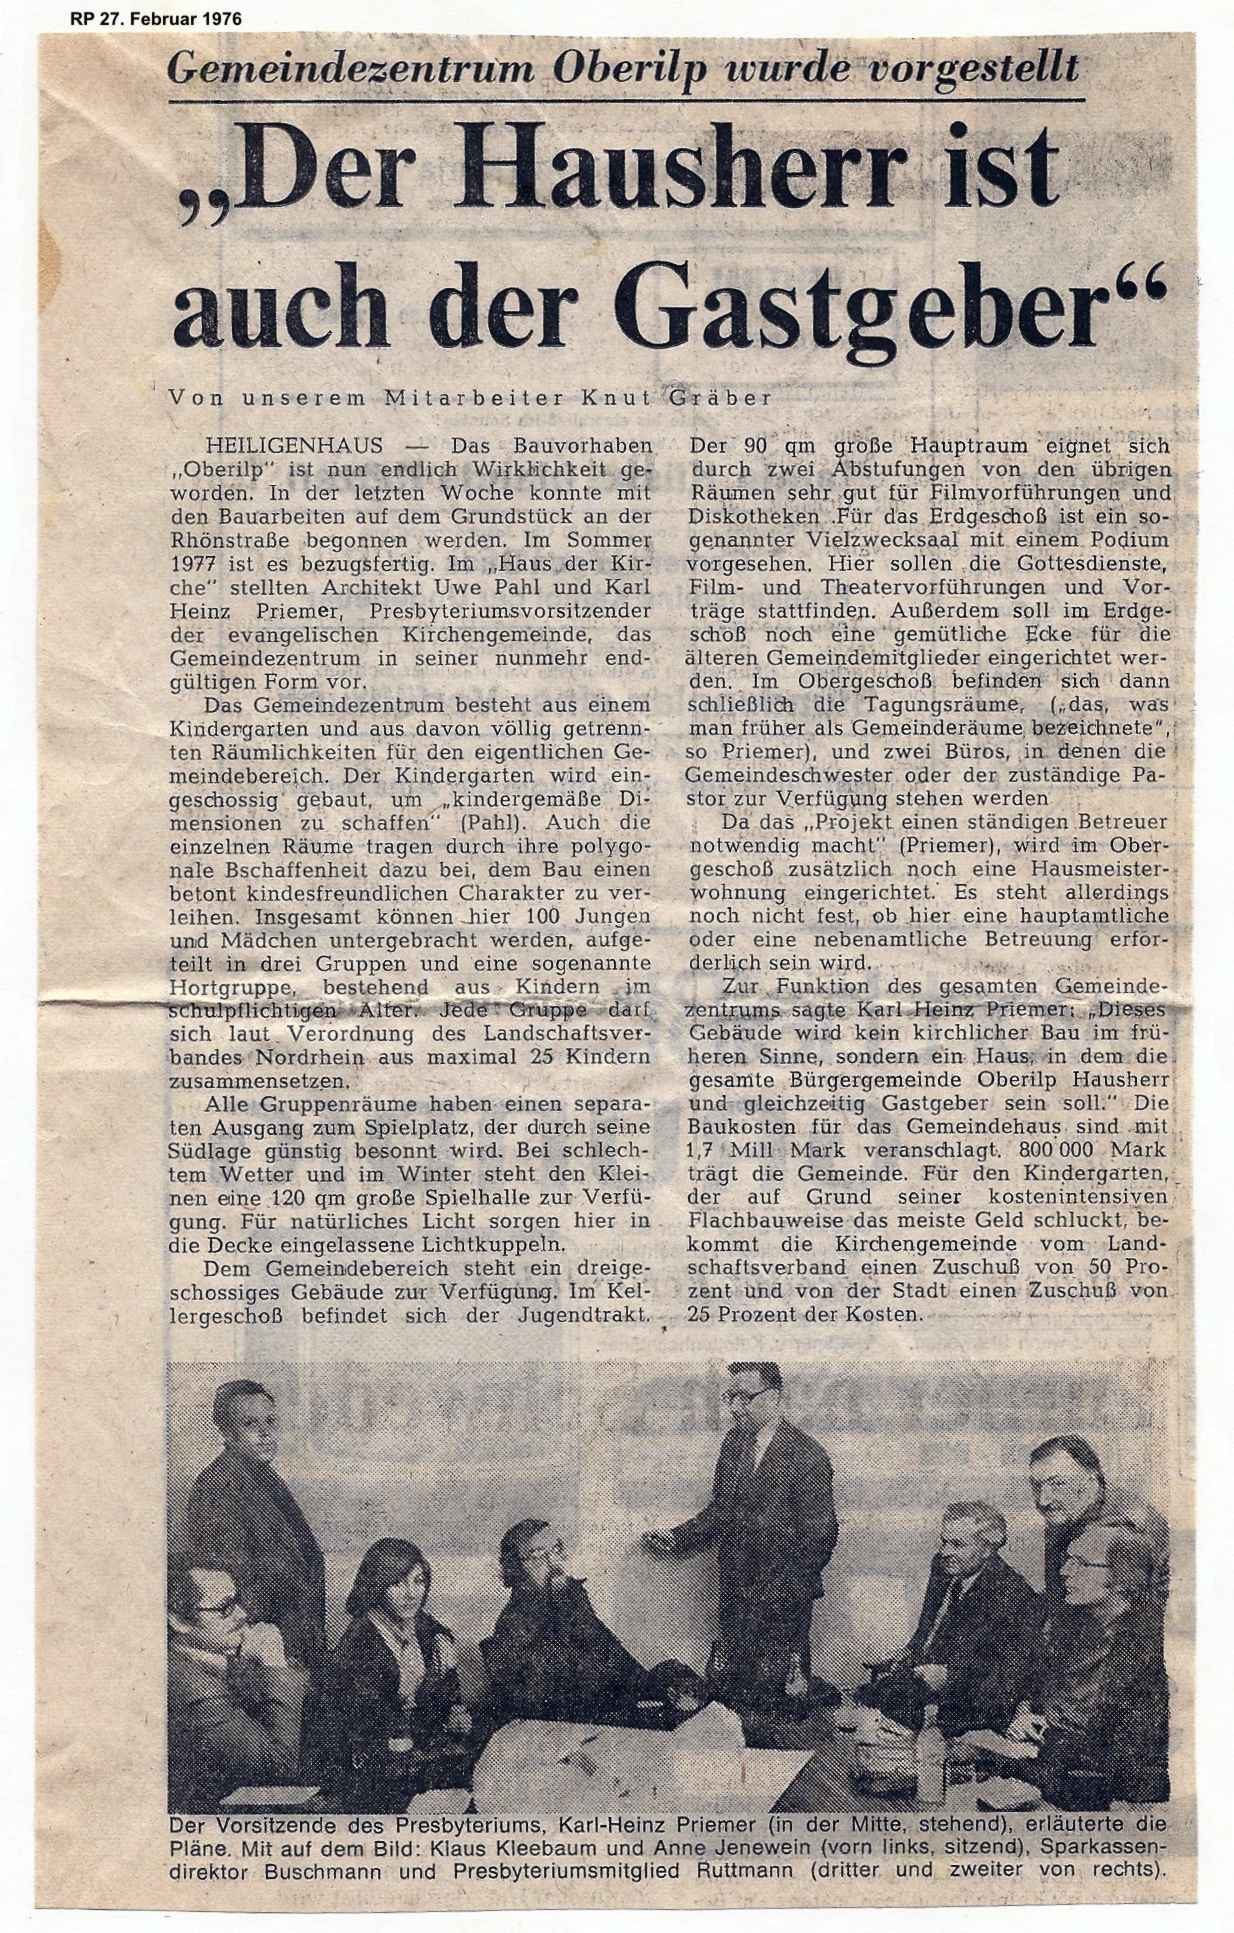 RP 27. Februar 1976
Gemeindezentrum Oberilp wurde vorgestellt
„Der Hausherr ist
auch der Gastgeber“
Von unserem Mitarbeiter Knut Gräber
HEILIGENHAUS — Das Bauvorhaben
„Oberilp“ ist nun endlich Wirklichkeit ge-
worden. In der letzten Woche konnte mit
den Bauarbeiten auf dem Grundstück an der
Rhönstraße begonnen werden. Im Sommer
1977 ist es bezugsfertig. Im „Haus der Kir-
che“ stellten Architekt Uwe Pahl und Karl
Heinz Priemer, Presbyteriumsvorsitzender
der evangelischen Kirchengemeinde, das
Gemeindezentrum in seiner nunmehr end-
gültigen Form vor.
Das Gemeindezentrum besteht aus einem
Kindergarten und aus davon völlig getrenn-
ten Räumlichkeiten für den eigentlichen Ge-
meindebereich. Der Kindergarten wird ein-
geschossig gebaut, um „kindergemäße Di-
mensionen zu schaffen“ (Pahl). Auch die
einzelnen Räume tragen durch ihre polygo-
nale Bschaffenheit dazu bei, dem Bau einen
betont kindesfreundlichen Charakter zu ver-
leihen. Insgesamt können hier 100 Jungen
und Mädchen untergebracht werden, aufge-
teilt in drei Gruppen und eine sogenannte
Hortgruppe, bestehend aus Kindern im
schulpflichtigen Alter. Jede Gruppe darf
sich laut Verordnung des Landschaftsver-
bandes Nordrhein aus maximal 25 Kindern
zusammensetzen.
Alle Gruppenräume haben einen separa-
ten Ausgang zum Spielplatz, der durch seine
Südlage günstig besonnt wird. Bei schlech-
tem Wetter und im Winter steht den Klei-
nen eine 120 qm große Spielhalle zur Verfü-
gung. Für natürliches Licht sorgen hier in
die Decke eingelassene Lichtkuppeln.
Dem Gemeindebereich steht ein dreige-
schossiges Gebäude zur Verfügung. Im Kel-
lergeschoß befindet sich der Jugendtrakt.
Der 90 qm große Hauptraum eignet sich
durch zwei Abstufungen von den übrigen
Räumen sehr gut für Filmvorführungen und
Diskotheken .Für das Erdgeschoß ist ein so-
genannter Vielzwecksaal mit einem Podium
vorgesehen. Hier sollen die Gottesdienste,
Film- und Theatervorführungen und Vor-
träge stattfinden. Außerdem soll im Erdge-
schoß noch eine gemütliche Ecke für die
älteren Gemeindemitglieder eingerichtet wer-
den. Im Obergeschoß befinden sich dann
schließlich die Tagungsräume, („das, was
man früher als Gemeinderäume bezeichnete“,
so Priemer), und zwei Büros, in denen die
Gemeindeschwester oder der zuständige Pa-
stor zur Verfügung stehen werden
Da das „Projekt einen ständigen Betreuer
notwendig macht“ (Priemer), wird im Ober-
geschoß zusätzlich noch eine Hausmeister-
wohnung eingerichtet. Es steht allerdings
noch nicht fest, ob hier eine hauptamtliche
oder eine nebenamtliche Betreuung erfor-
derlich sein wird.
Zur Funktion des gesamten Gemeinde-
zentrums sagte Karl Heinz Priemer: „Dieses
Gebäude wird kein kirchlicher Bau im frü-
heren Sinne, sondern ein Haus, in dem die
gesamte Bürgergemeinde Oberilp Hausherr
und gleichzeitig Gastgeber sein soll.“ Die
Baukosten für das Gemeindehaus sind mit
1,7 Mill Mark veranschlagt. 800 000 Mark
trägt die Gemeinde. Für den Kindergarten,
der auf Grund seiner kostenintensiven
Flachbauweise das meiste Geld schluckt, be-
kommt die Kirchengemeinde vom Land-
schaftsverband einen Zuschuß von 50 Pro-
zent und von der Stadt einen Zuschuß von
25 Prozent der Kosten.
Der Vorsitzende des Presbyteriums, Karl-Heinz Priemer (in der Mitte, stehend), erläuterte die
Pläne. Mit auf dem Bild: Klaus Kleebaum und Anne Jenewein (vorn links, sitzend), Sparkassen-
direktor Buschmann und Presbyteriumsmitglied Ruttmann (dritter und zweiter von rechts).